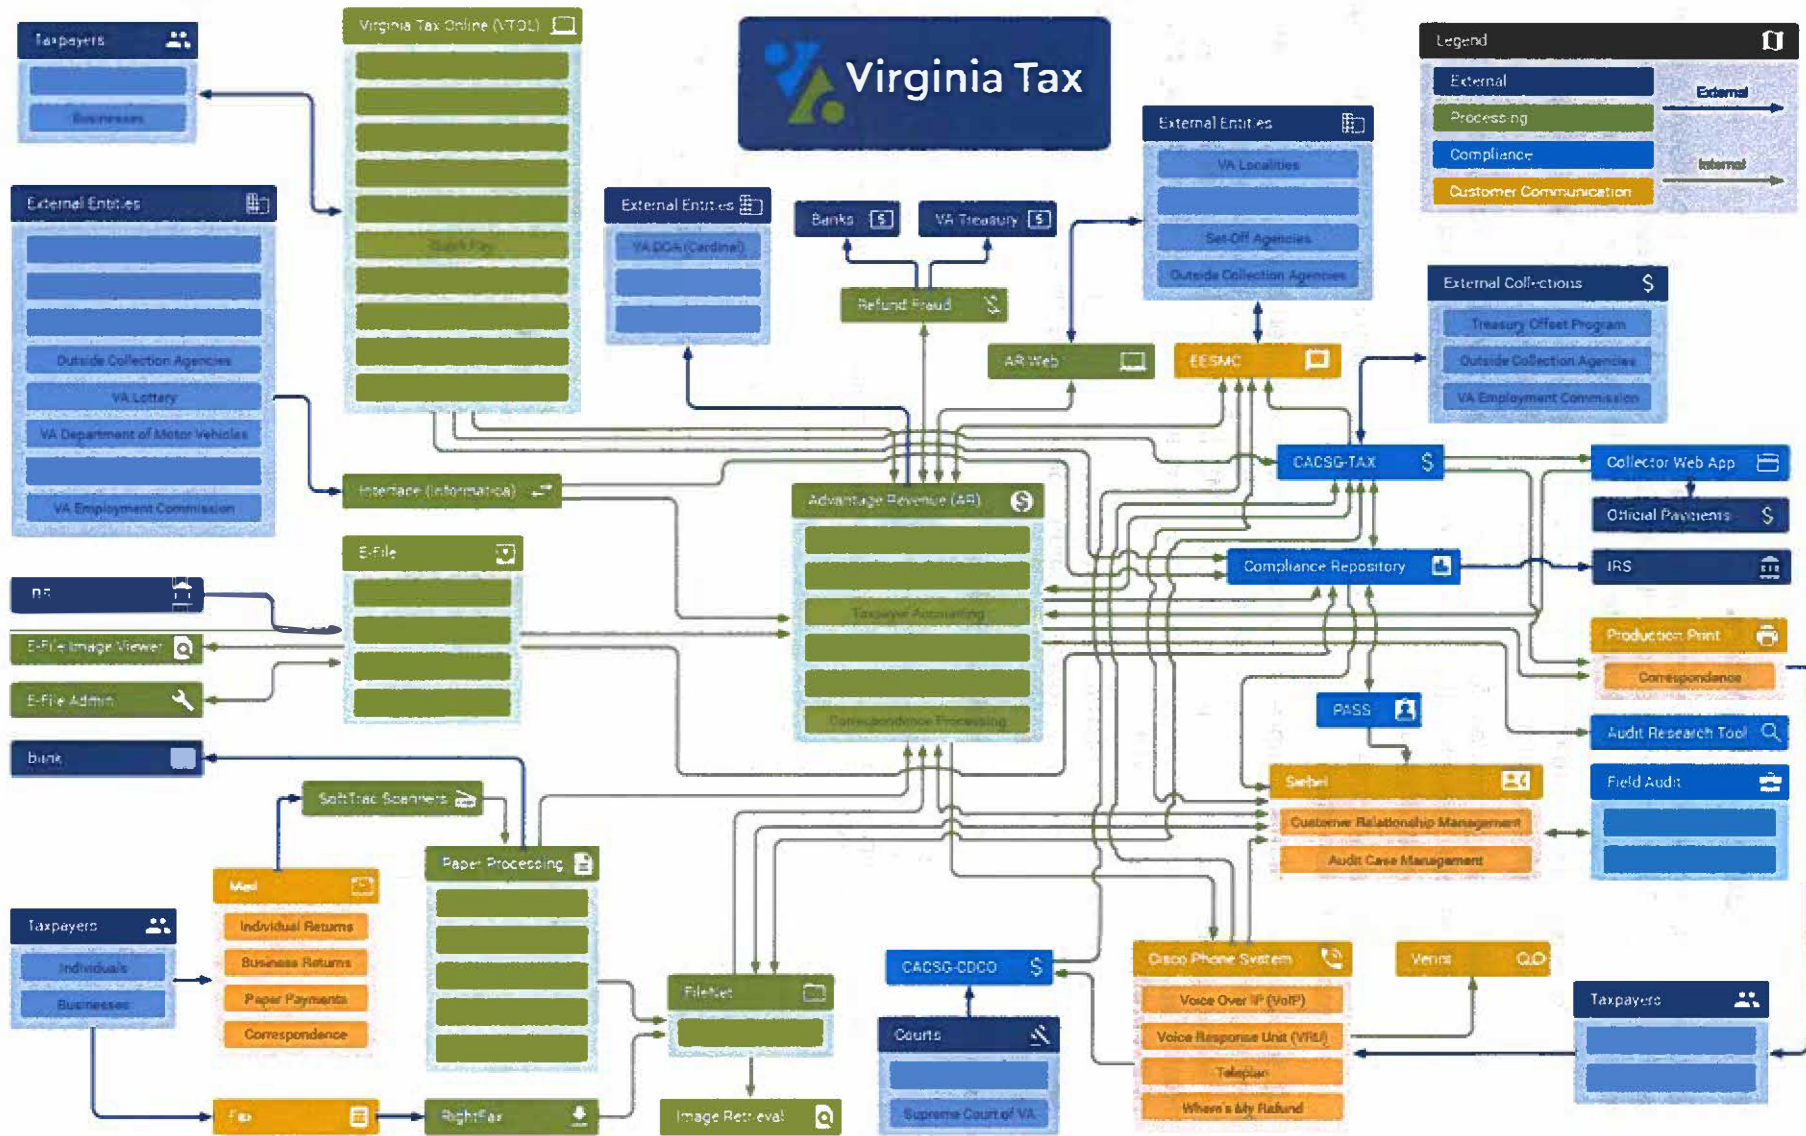 Taxpayers
Businesses
Virginia Tax Online (VTOL)
Quick Pay
Virginia Tax
Legend
External
Processing
Compliance
Customer Communication
External
Internal
External Entities
Outside Collection Agencies
VA Lottery
VA Department of Motor Vehicles
VA Employment Commission
External Entities
VA DOA (Cardinal)
Banks
VA Treasury
Refund Fraud
External Entities
VA Localities
Set-Off Agencies
Outside Collection Agencies
External Collections
Treasury Offset Program
Outside Collection Agencies
VA Employment Commission
AR Web
EESMC
CACSG-TAX
Collector Web App
Official Payments
Interface (Informatica)
Advantage Revenue (AR)
Taxpayer Accounting
Correspondence Processing
Compliance Repository
IRS
E-File
IRS
E-File Image Viewer
E-File Admin
Bank
Production Print
Correspondence
PASS
Audit Research Tool
Siebel
Customer Relationship Management
Audit Case Management
Field Audit
SoftTrac Scanners
Paper Processing
Mail
Individual Returns
Business Returns
Paper Payments
Correspondence
Taxpayers
Individuals
Businesses
Fax
RightFax
FileNet
Image Retrieval
CACSG-CDCO
Courts
Supreme Court of VA
Cisco Phone System
Voice Over IP (VoIP)
Voice Response Unit (VRU)
Teleplan
Where's My Refund
Verint
Taxpayers